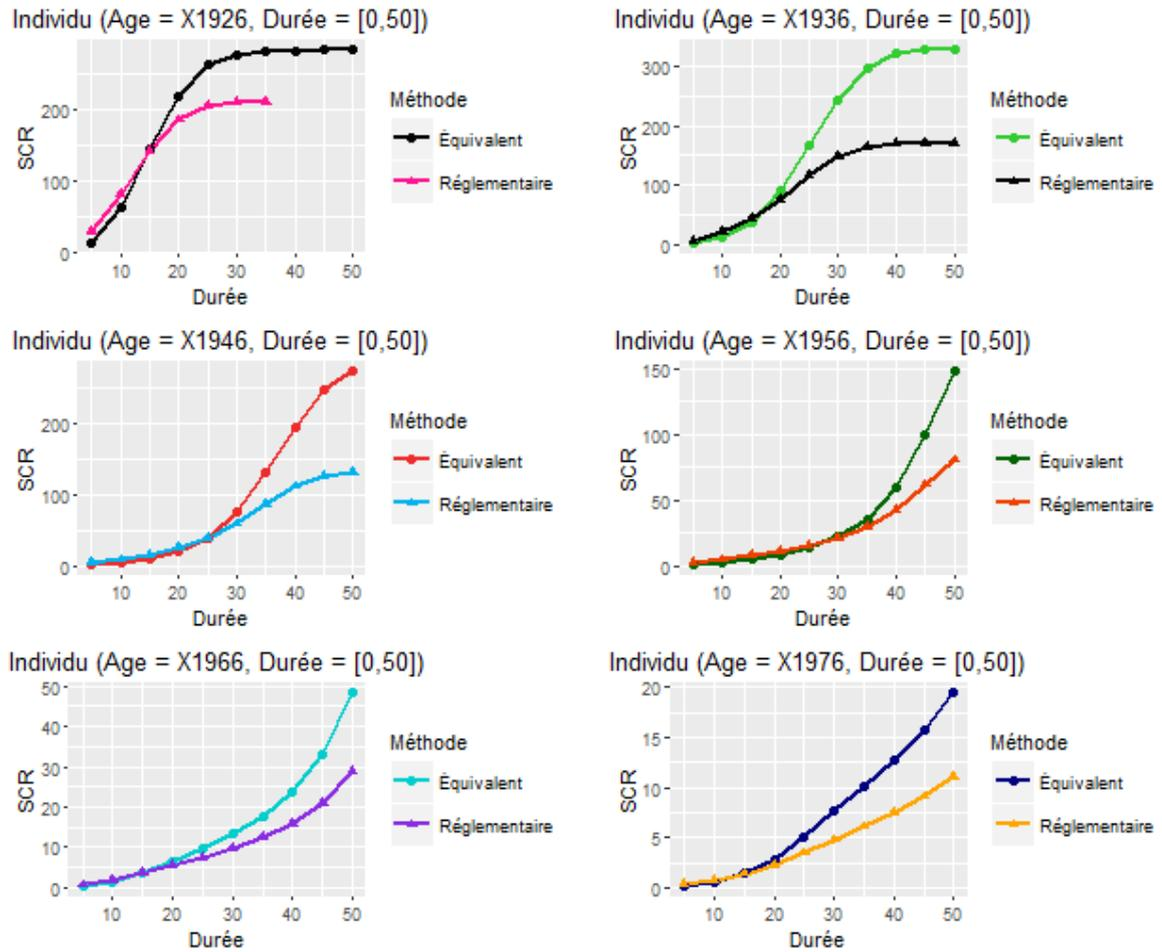 Individu (Age = X1926, Durée = [0,50])
SCR
200
100
0
10 20 30 40 50
Durée
Méthode
Équivalent
Réglementaire
Individu (Age = X1936, Durée = [0,50])
SCR
300
200
100
0
10 20 30 40 50
Durée
Méthode
Équivalent
Réglementaire
Individu (Age = X1946, Durée = [0,50])
SCR
200
100
0
10 20 30 40 50
Durée
Méthode
Équivalent
Réglementaire
Individu (Age = X1956, Durée = [0,50])
SCR
150
100
50
0
10 20 30 40 50
Durée
Méthode
Équivalent
Réglementaire
Individu (Age = X1966, Durée = [0,50])
SCR
50
40
30
20
10
0
10 20 30 40 50
Durée
Méthode
Équivalent
Réglementaire
Individu (Age = X1976, Durée = [0,50])
SCR
20
15
10
5
0
10 20 30 40 50
Durée
Méthode
Équivalent
Réglementaire